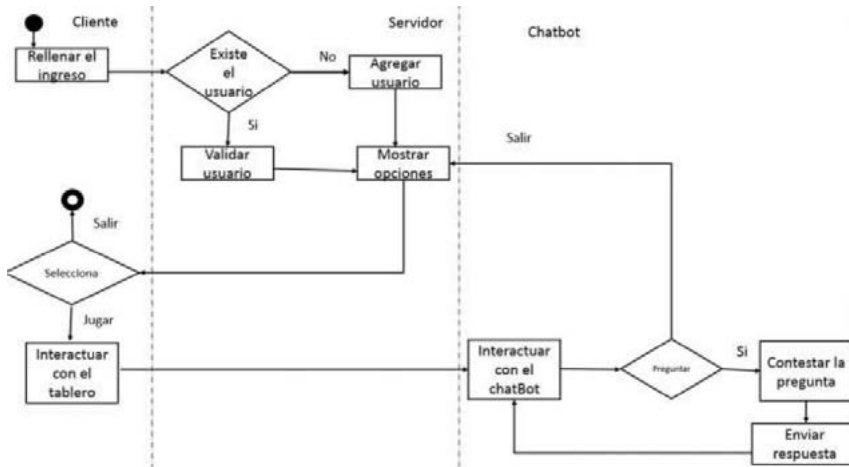 Cliente
Servidor
Chatbot
Rellenar el
ingreso
Existe
el
usuario
No
Agregar
usuario
Si
Validar
usuario
Mostrar
opciones
Salir
Salir
Selecciona
Jugar
Interactuar
con el
tablero
Interactuar
con el
chatBot
Preguntar
Si
Contestar la
pregunta
Enviar
respuesta